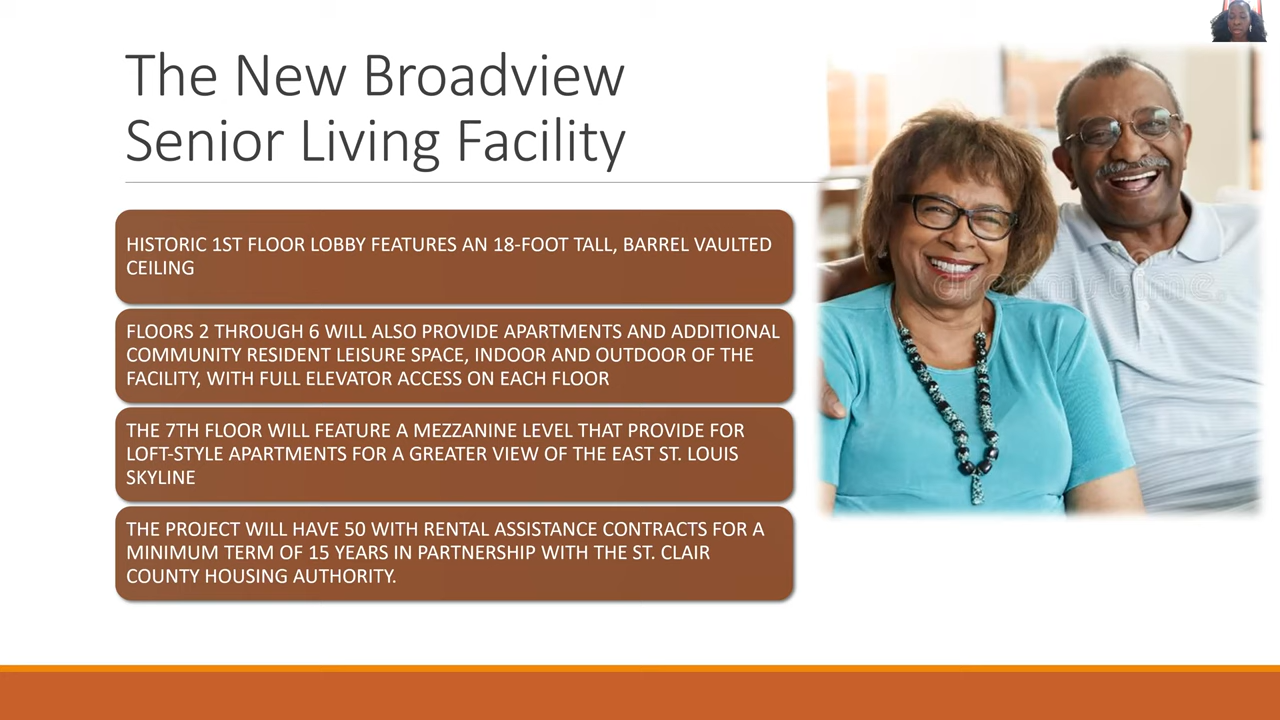 The New Broadview
Senior Living Facility
HISTORIC 1ST FLOOR LOBBY FEATURES AN 18-FOOT TALL, BARREL VAULTED
CEILING
FLOORS 2 THROUGH 6 WILL ALSO PROVIDE APARTMENTS AND ADDITIONAL
COMMUNITY RESIDENT LEISURE SPACE, INDOOR AND OUTDOOR OF THE
FACILITY, WITH FULL ELEVATOR ACCESS ON EACH FLOOR
THE 7TH FLOOR WILL FEATURE A MEZZANINE LEVEL THAT PROVIDE FOR
LOFT-STYLE APARTMENTS FOR A GREATER VIEW OF THE EAST ST. LOUIS
SKYLINE
THE PROJECT WILL HAVE 50 WITH RENTAL ASSISTANCE CONTRACTS FOR A
MINIMUM TERM OF 15 YEARS IN PARTNERSHIP WITH THE ST. CLAIR
COUNTY HOUSING AUTHORITY.
dreamstime.